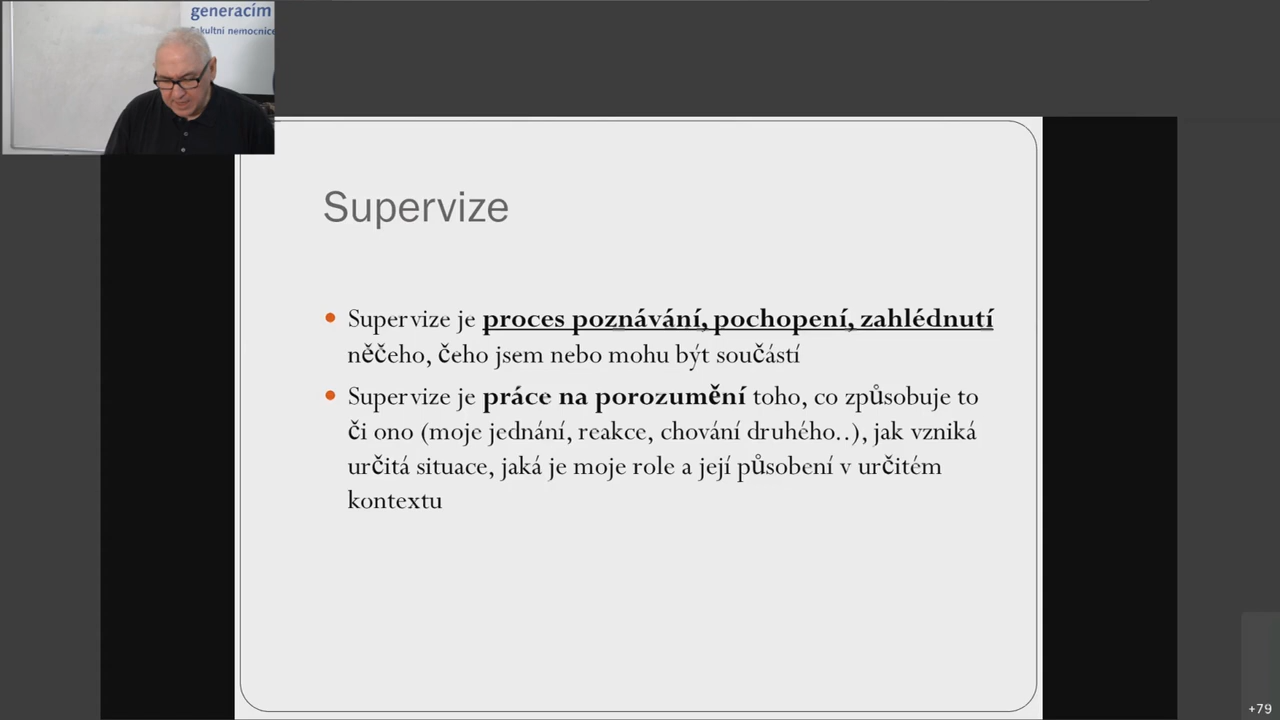 generacím
Fakultní nemocnice
Supervize
Supervize je proces poznávání, pochopení, zahlédnutí
něčeho, čeho jsem nebo mohu být součástí
Supervize je práce na porozumění toho, co způsobuje to
či ono (moje jednání, reakce, chování druhého..), jak vzniká
určitá situace, jaká je moje role a její působení v určitém
kontextu
+79